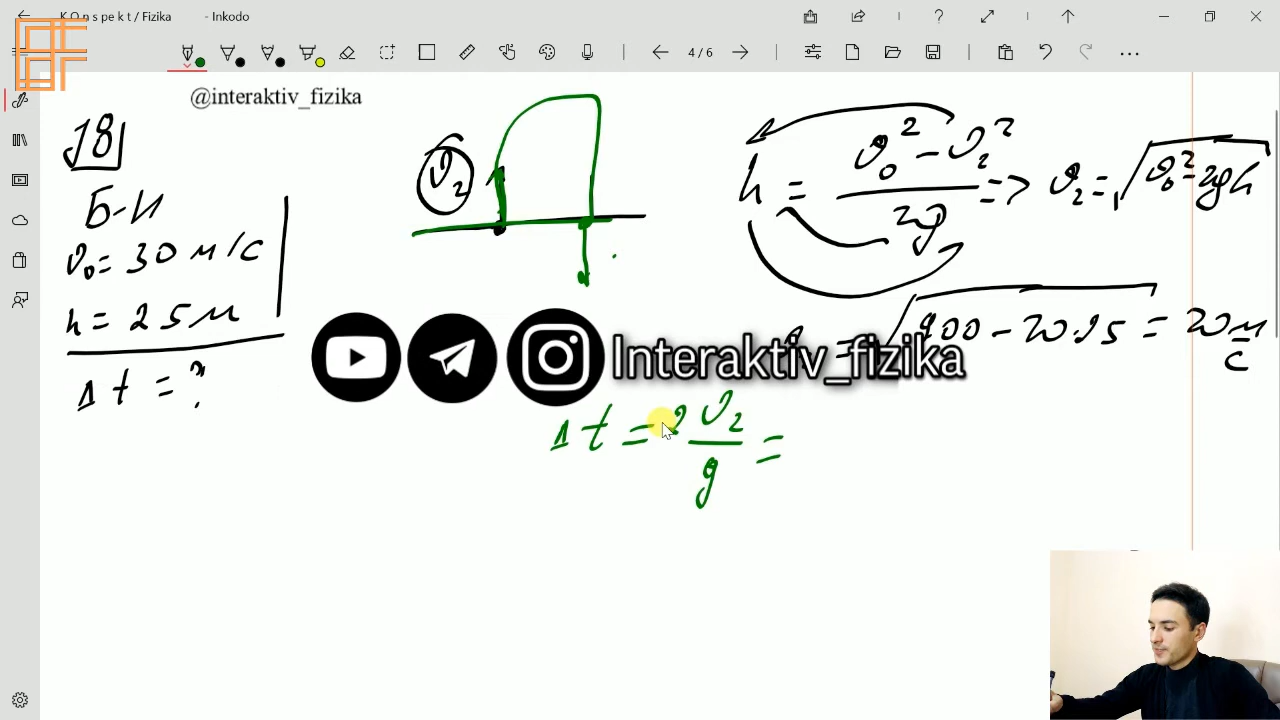 K O n s p e k t / Fizika - Inkodo
4 / 6
@interaktiv_fizika
18
Б-И
υ₀ = 30 м/с
h = 25 м
Δt = ?
υ₂
h = (υ₀² - υ₂²) / 2g => υ₂ = √(υ₀² - 2gh)
= √(900 - 20·25) = 20 м/с
Interaktiv_fizika
Δt = 2υ₂/g =